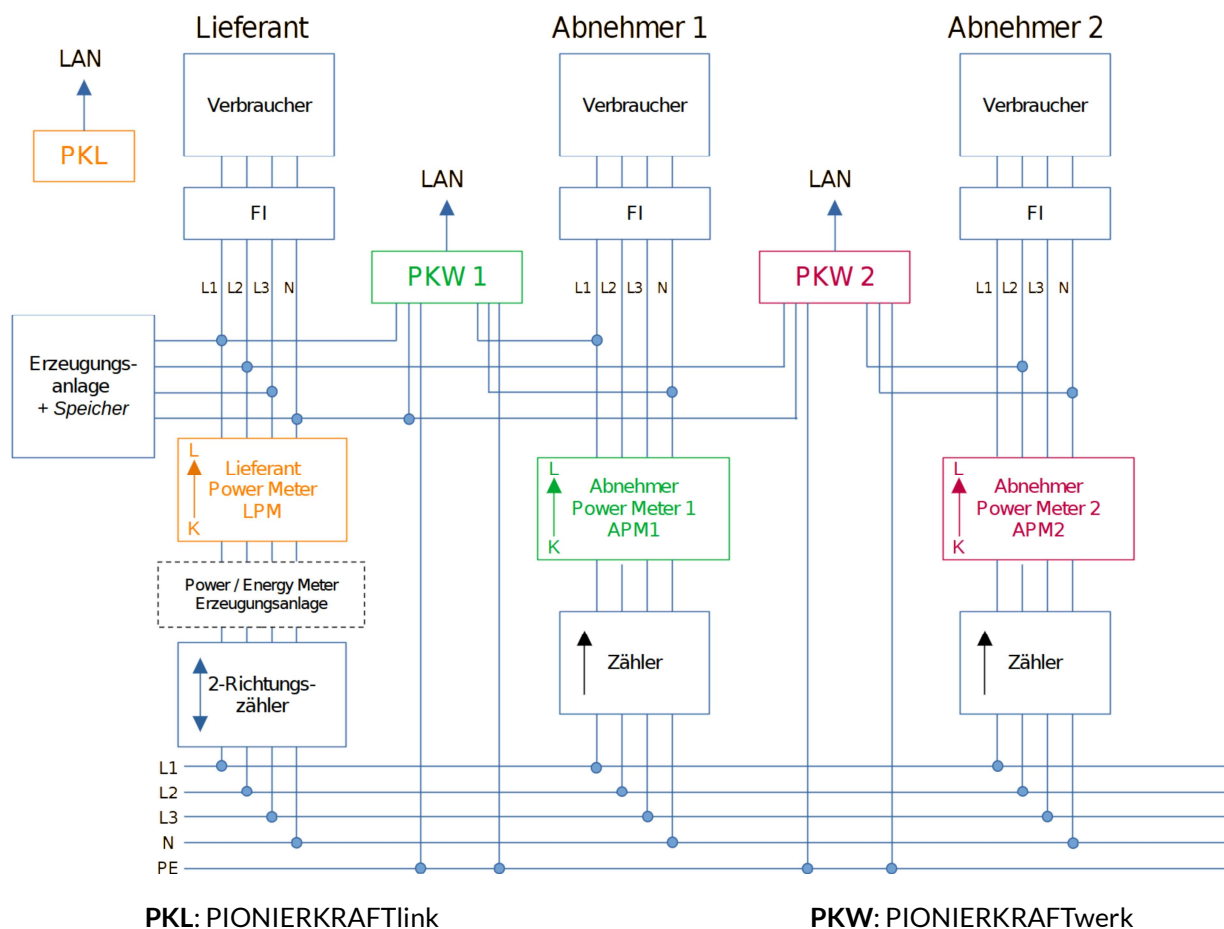 Lieferant
Abnehmer 1
Abnehmer 2
LAN
PKL
Verbraucher
Verbraucher
Verbraucher
FI
FI
FI
LAN
LAN
PKW 1
PKW 2
L1 L2 L3 N
L1 L2 L3 N
L1 L2 L3 N
Erzeugungs-
anlage
+ Speicher
L
Lieferant
Power Meter
LPM
K
L
Abnehmer
Power Meter 1
APM1
K
L
Abnehmer
Power Meter 2
APM2
K
Power / Energy Meter
Erzeugungsanlage
2-Richtungs-
zähler
Zähler
Zähler
L1
L2
L3
N
PE
PKL: PIONIERKRAFTlink
PKW: PIONIERKRAFTwerk